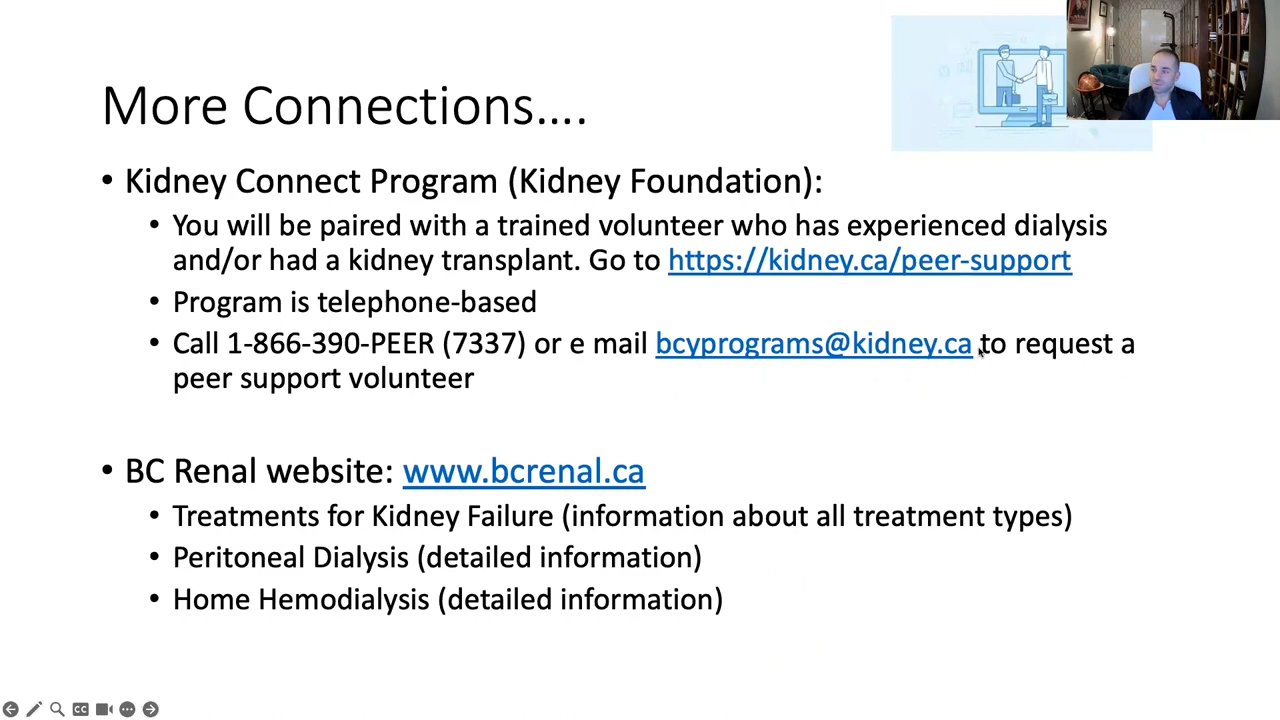 More Connections....
• Kidney Connect Program (Kidney Foundation):
• You will be paired with a trained volunteer who has experienced dialysis
and/or had a kidney transplant. Go to https://kidney.ca/peer-support
• Program is telephone-based
• Call 1-866-390-PEER (7337) or e mail bcyprograms@kidney.ca to request a
peer support volunteer
• BC Renal website: www.bcrenal.ca
• Treatments for Kidney Failure (information about all treatment types)
• Peritoneal Dialysis (detailed information)
• Home Hemodialysis (detailed information)
CC